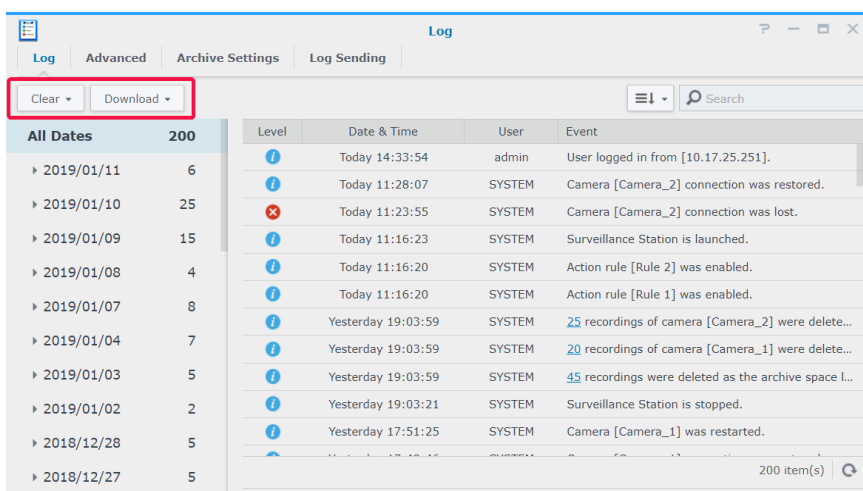 Log
Log Advanced Archive Settings Log Sending
Clear Download Search
All Dates 200
2019/01/11 6
2019/01/10 25
2019/01/09 15
2019/01/08 4
2019/01/07 8
2019/01/04 7
2019/01/03 5
2019/01/02 2
2018/12/28 5
2018/12/27 5
Level Date & Time User Event
Today 14:33:54 admin User logged in from [10.17.25.251].
Today 11:28:07 SYSTEM Camera [Camera_2] connection was restored.
Today 11:23:55 SYSTEM Camera [Camera_2] connection was lost.
Today 11:16:23 SYSTEM Surveillance Station is launched.
Today 11:16:20 SYSTEM Action rule [Rule 2] was enabled.
Today 11:16:20 SYSTEM Action rule [Rule 1] was enabled.
Yesterday 19:03:59 SYSTEM 25 recordings of camera [Camera_2] were delete...
Yesterday 19:03:59 SYSTEM 20 recordings of camera [Camera_1] were delete...
Yesterday 19:03:59 SYSTEM 45 recordings were deleted as the archive space l...
Yesterday 19:03:21 SYSTEM Surveillance Station is stopped.
Yesterday 17:51:25 SYSTEM Camera [Camera_1] was restarted.
200 item(s)